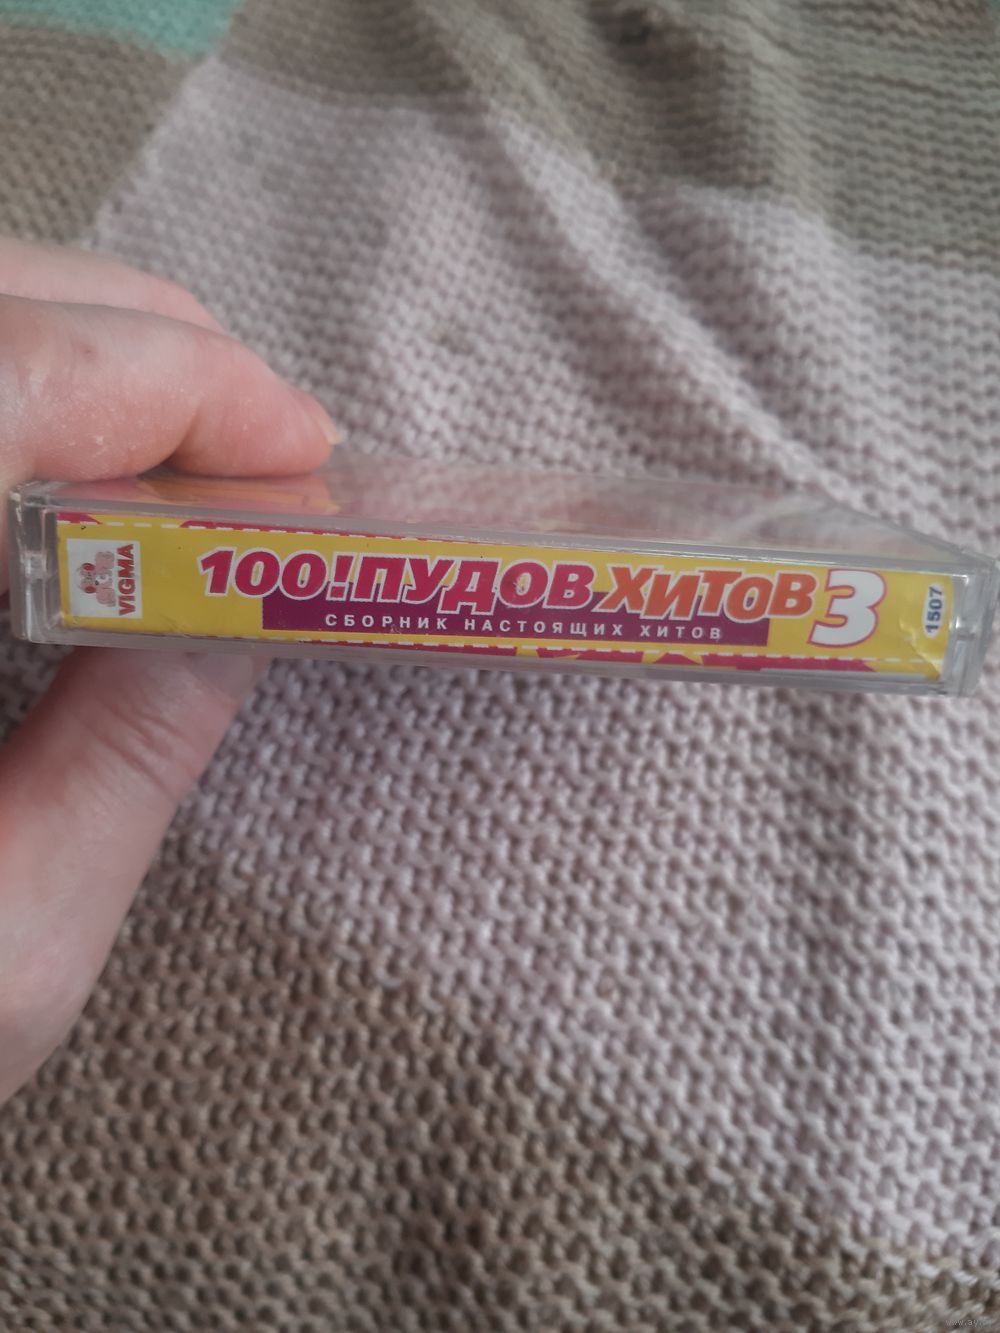 VIGMA
100!ПУДОВ ХИТОВ 3
СБОРНИК НАСТОЯЩИХ ХИТОВ
1507